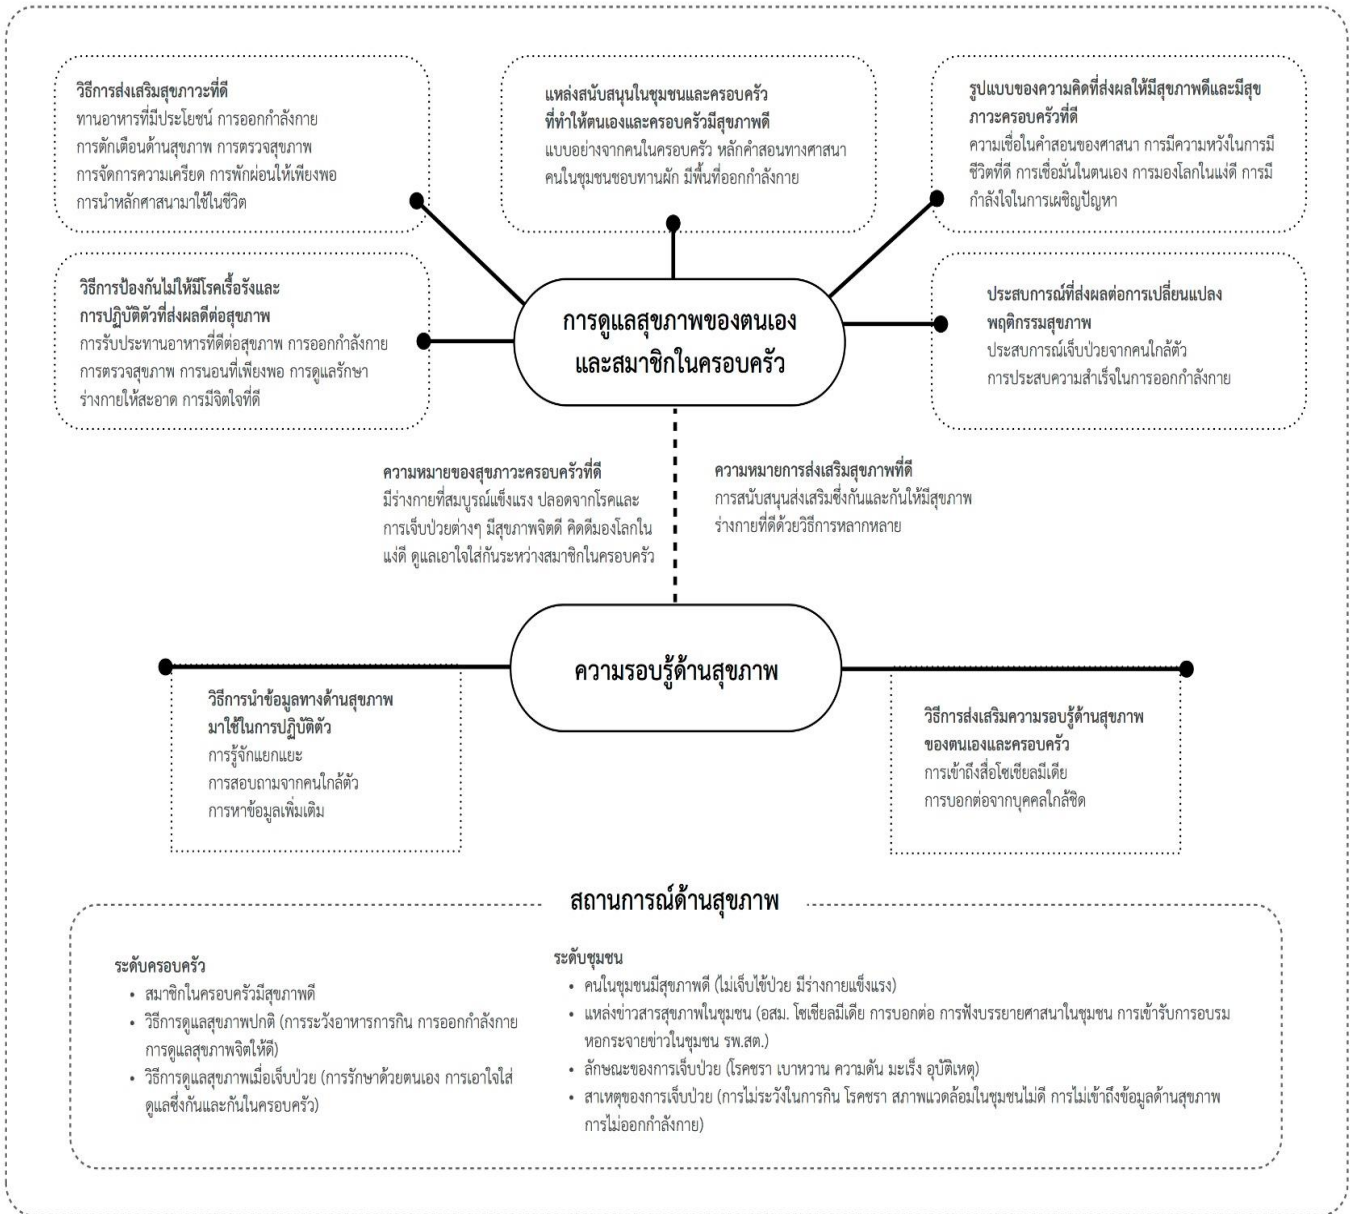 วิธีการส่งเสริมสุขภาวะที่ดี
ทานอาหารที่มีประโยชน์ การออกกำลังกาย
การตักเตือนด้านสุขภาพ การตรวจสุขภาพ
การจัดการความเครียด การพักผ่อนให้เพียงพอ
การนำหลักศาสนามาใช้ในชีวิต
แหล่งสนับสนุนในชุมชนและครอบครัว
ที่ทำให้ตนเองและครอบครัวมีสุขภาพดี
แบบอย่างจากคนในครอบครัว หลักคำสอนทางศาสนา
คนในชุมชนชอบทานผัก มีพื้นที่ออกกำลังกาย
รูปแบบของความคิดที่ส่งผลให้มีสุขภาพดีและมีสุข
ภาวะครอบครัวที่ดี
ความเชื่อในคำสอนของศาสนา การมีความหวังในการมี
ชีวิตที่ดี การเชื่อมั่นในตนเอง การมองโลกในแง่ดี การมี
กำลังใจในการเผชิญปัญหา
วิธีการป้องกันไม่ให้มีโรคเรื้อรังและ
การปฏิบัติตัวที่ส่งผลดีต่อสุขภาพ
การรับประทานอาหารที่ดีต่อสุขภาพ การออกกำลังกาย
การตรวจสุขภาพ การนอนที่เพียงพอ การดูแลรักษา
ร่างกายให้สะอาด การมีจิตใจที่ดี
การดูแลสุขภาพของตนเอง
และสมาชิกในครอบครัว
ประสบการณ์ที่ส่งผลต่อการเปลี่ยนแปลง
พฤติกรรมสุขภาพ
ประสบการณ์เจ็บป่วยจากคนใกล้ตัว
การประสบความสำเร็จในการออกกำลังกาย
ความหมายของสุขภาวะครอบครัวที่ดี
มีร่างกายที่สมบูรณ์แข็งแรง ปลอดจากโรคและ
การเจ็บป่วยต่างๆ มีสุขภาพจิตดี คิดดีมองโลกใน
แง่ดี ดูแลเอาใจใส่กันระหว่างสมาชิกในครอบครัว
ความหมายการส่งเสริมสุขภาพที่ดี
การสนับสนุนส่งเสริมซึ่งกันและกันให้มีสุขภาพ
ร่างกายที่ดีด้วยวิธีการหลากหลาย
ความรอบรู้ด้านสุขภาพ
วิธีการนำข้อมูลทางด้านสุขภาพ
มาใช้ในการปฏิบัติตัว
การรู้จักแยกแยะ
การสอบถามจากคนใกล้ตัว
การหาข้อมูลเพิ่มเติม
วิธีการส่งเสริมความรอบรู้ด้านสุขภาพ
ของตนเองและครอบครัว
การเข้าถึงสื่อโซเชียลมีเดีย
การบอกต่อจากบุคคลใกล้ชิด
สถานการณ์ด้านสุขภาพ
ระดับครอบครัว
• สมาชิกในครอบครัวมีสุขภาพดี
• วิธีการดูแลสุขภาพปกติ (การระวังอาหารการกิน การออกกำลังกาย
การดูแลสุขภาพจิตให้ดี)
• วิธีการดูแลสุขภาพเมื่อเจ็บป่วย (การรักษาด้วยตนเอง การเอาใจใส่
ดูแลซึ่งกันและกันในครอบครัว)
ระดับชุมชน
• คนในชุมชนมีสุขภาพดี (ไม่เจ็บไข้ป่วย มีร่างกายแข็งแรง)
• แหล่งข่าวสารสุขภาพในชุมชน (อสม. โซเชียลมีเดีย การบอกต่อ การฟังบรรยายศาสนาในชุมชน การเข้ารับการอบรม
หอกระจายข่าวในชุมชน รพ.สต.)
• ลักษณะของการเจ็บป่วย (โรคชรา เบาหวาน ความดัน มะเร็ง อุบัติเหตุ)
• สาเหตุของการเจ็บป่วย (การไม่ระวังในการกิน โรคชรา สภาพแวดล้อมในชุมชนไม่ดี การไม่เข้าถึงข้อมูลด้านสุขภาพ
การไม่ออกกำลังกาย)